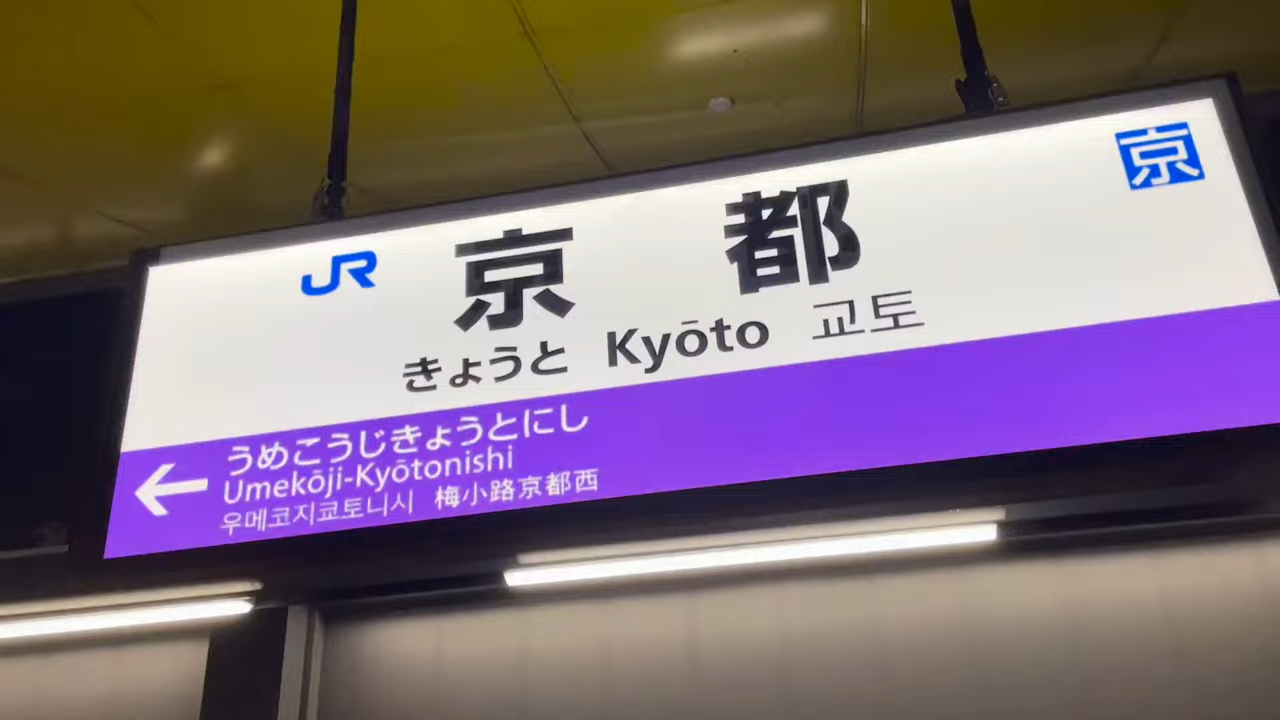 JR 京都 京
きょうと Kyōto 교토
うめこうじきょうとにし
Umekōji-Kyōtonishi
우메코지쿄토니시 梅小路京都西